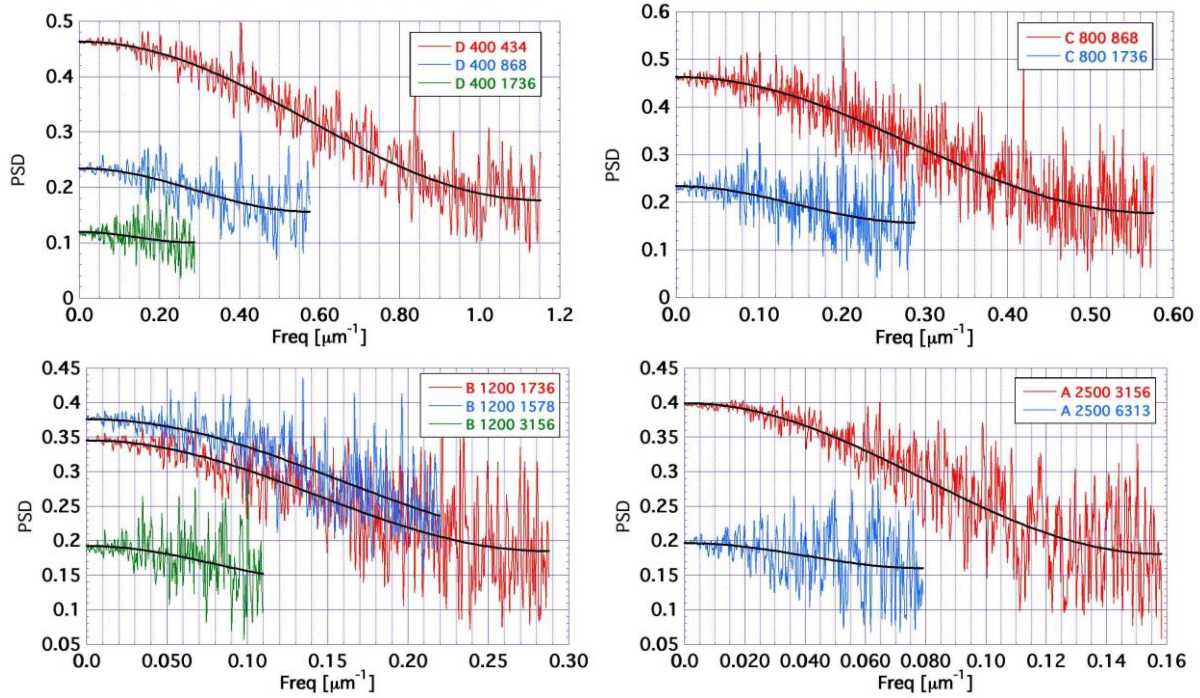 0.5
0.4
0.3
0.2
0.1
0
PSD
D 400 434
D 400 868
D 400 1736
0.0 0.20 0.40 0.60 0.80 1.0 1.2
Freq [μm⁻¹]
0.6
0.5
0.4
0.3
0.2
0.1
0
PSD
C 800 868
C 800 1736
0.0 0.10 0.20 0.30 0.40 0.50 0.60
Freq [μm⁻¹]
0.45
0.4
0.35
0.3
0.25
0.2
0.15
0.1
0.05
PSD
B 1200 1736
B 1200 1578
B 1200 3156
0.0 0.050 0.10 0.15 0.20 0.25 0.30
Freq [μm⁻¹]
0.45
0.4
0.35
0.3
0.25
0.2
0.15
0.1
0.05
PSD
A 2500 3156
A 2500 6313
0.0 0.020 0.040 0.060 0.080 0.10 0.12 0.14 0.16
Freq [μm⁻¹]